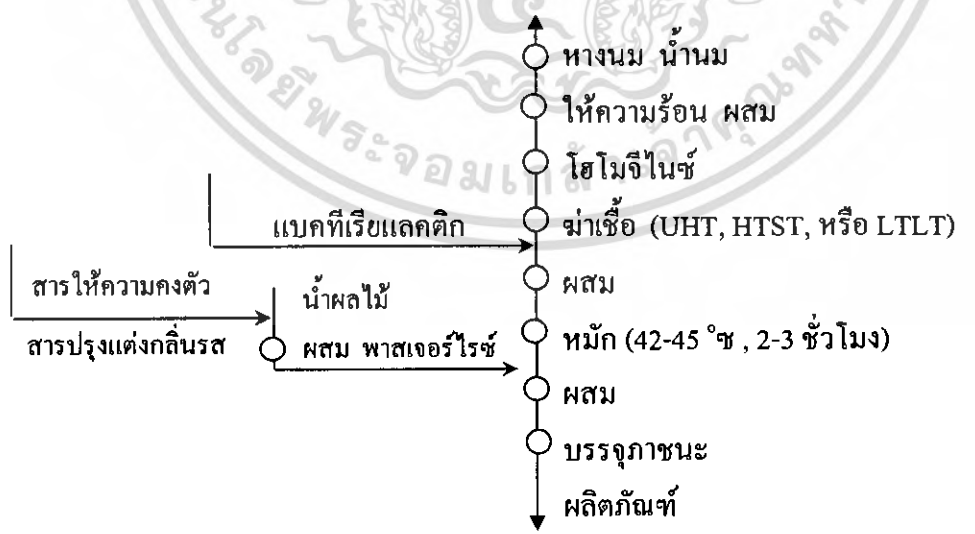 หางนม น้ำนม
ให้ความร้อน ผสม
โฮโมจีไนซ์
แบคทีเรียแลคติก
ฆ่าเชื้อ (UHT, HTST, หรือ LTLT)
สารให้ความคงตัว
น้ำผลไม้
ผสม
สารปรุงแต่งกลิ่นรส
ผสม พาสเจอร์ไรซ์
หมัก (42-45 °ซ , 2-3 ชั่วโมง)
ผสม
บรรจุภาชนะ
ผลิตภัณฑ์